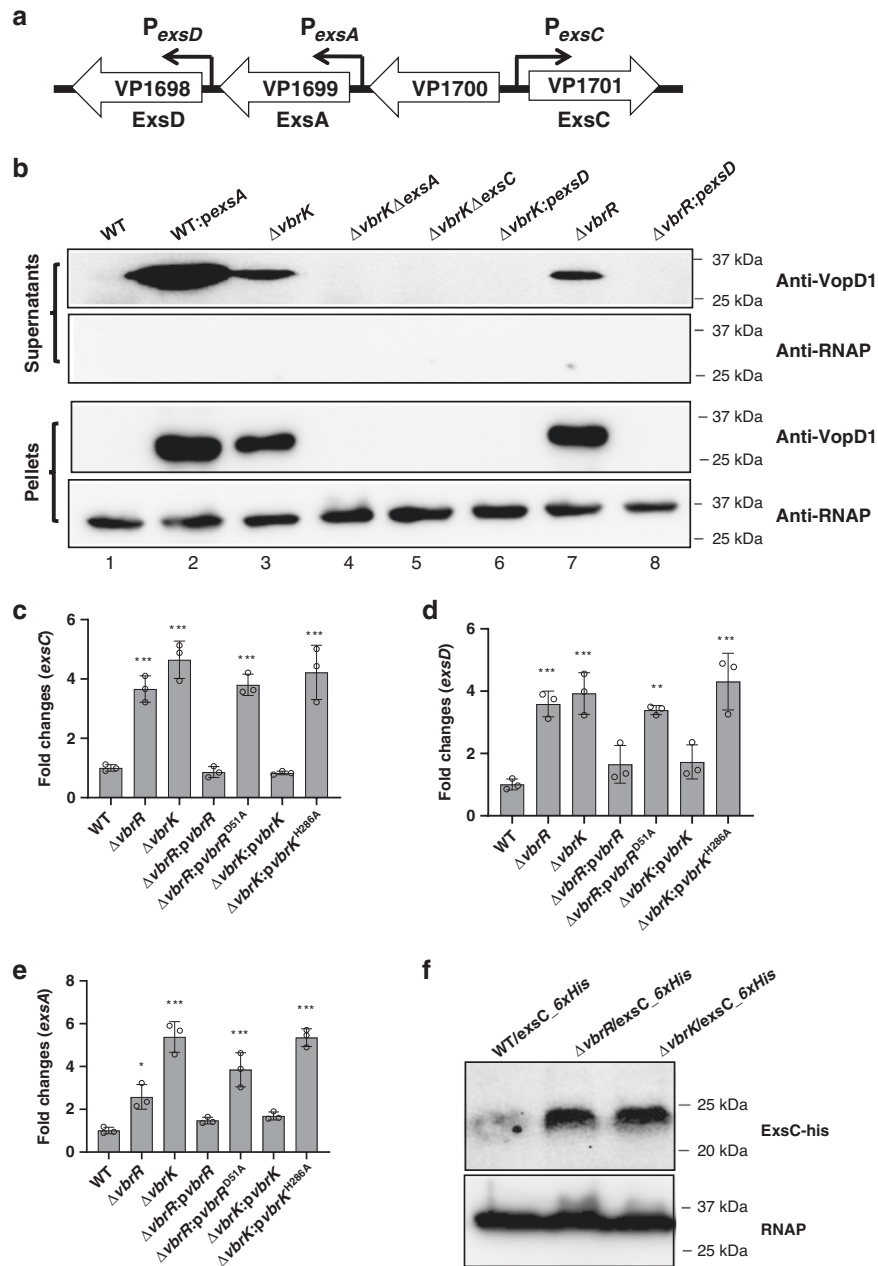 a
PexsD PexsA PexsC
VP1698 VP1699 VP1700 VP1701
ExsD ExsA ExsC
b
WT WT:pexsA ΔvbrK ΔvbrKΔexsA ΔvbrKΔexsC ΔvbrK:pexsD ΔvbrR ΔvbrR:pexsD
Supernatants
– 37 kDa
Anti-VopD1
– 25 kDa
– 37 kDa
Anti-RNAP
– 25 kDa
Pellets
– 37 kDa
Anti-VopD1
– 25 kDa
– 37 kDa
Anti-RNAP
– 25 kDa
1 2 3 4 5 6 7 8
c
Fold changes (exsC)
6
4
2
0
*** *** *** ***
WT ΔvbrR ΔvbrK ΔvbrR:pvbrR ΔvbrR:pvbrR^D51A ΔvbrK:pvbrK ΔvbrK:pvbrK^H286A
d
Fold changes (exsD)
6
4
2
0
*** *** ** ***
WT ΔvbrR ΔvbrK ΔvbrR:pvbrR ΔvbrR:pvbrR^D51A ΔvbrK:pvbrK ΔvbrK:pvbrK^H286A
e
Fold changes (exsA)
8
6
4
2
0
* *** *** ***
WT ΔvbrR ΔvbrK ΔvbrR:pvbrR ΔvbrR:pvbrR^D51A ΔvbrK:pvbrK ΔvbrK:pvbrK^H286A
f
WT/exsC_6xHis ΔvbrR/exsC_6xHis ΔvbrK/exsC_6xHis
– 25 kDa
ExsC-his
– 20 kDa
– 37 kDa
RNAP
– 25 kDa